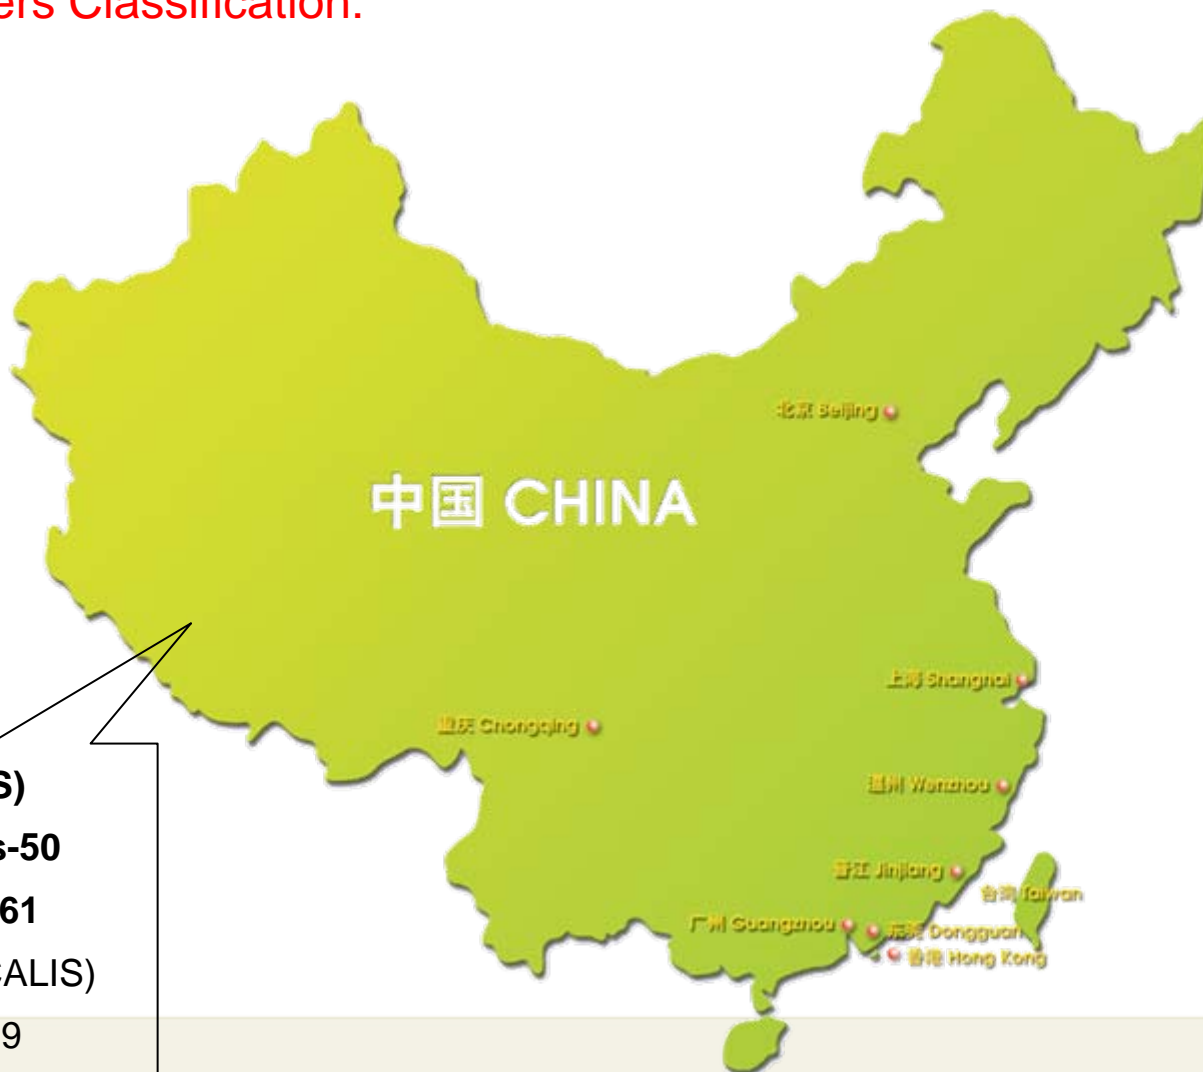 ers Classification.
北京 Beijing
中国 CHINA
上海 Shanghai
重庆 Chongqing
温州 Wenzhou
晋江 Jinjiang
台湾 Taiwan
广州 Guangzhou
东莞 Dongguan
香港 Hong Kong
S)
s-50
61
CALIS)
9